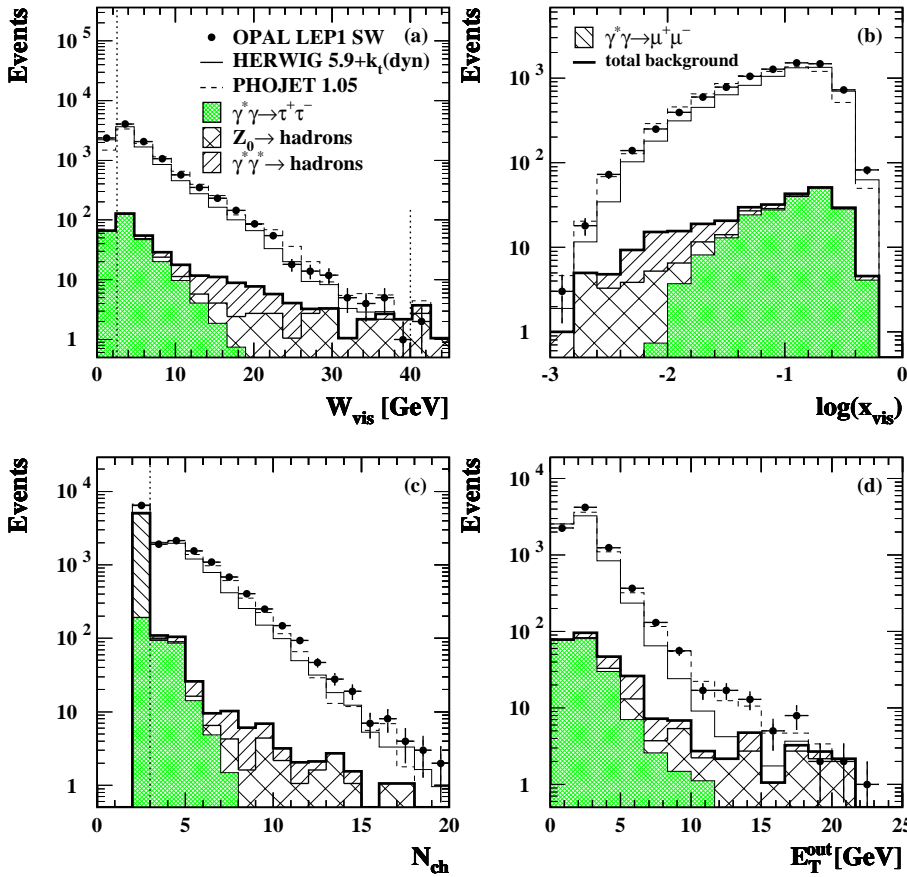 Events
(a)
10^5
10^4
10^3
10^2
10
1
OPAL LEP1 SW
HERWIG 5.9+k_t(dyn)
PHOJET 1.05
γ*γ→τ⁺τ⁻
Z_0→ hadrons
γ*γ*→ hadrons
0 10 20 30 40
W_vis [GeV]
Events
(b)
10^3
10^2
10
1
γ*γ→μ⁺μ⁻
total background
-3 -2 -1 0
log(x_vis)
Events
(c)
10^4
10^3
10^2
10
1
0 5 10 15 20
N_ch
Events
(d)
10^4
10^3
10^2
10
1
0 5 10 15 20 25
E_T^out [GeV]